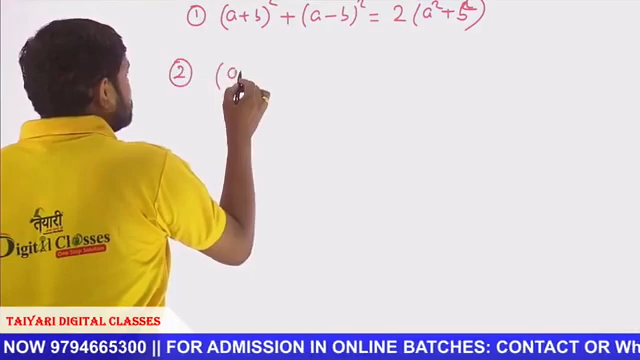 ① (a+b)² + (a-b)² = 2 (a² + b²)
② (a
तैयारी
Digital Classes
One Stop Solution
TAIYARI DIGITAL CLASSES
NOW 9794665300 || FOR ADMISSION IN ONLINE BATCHES: CONTACT OR Wh